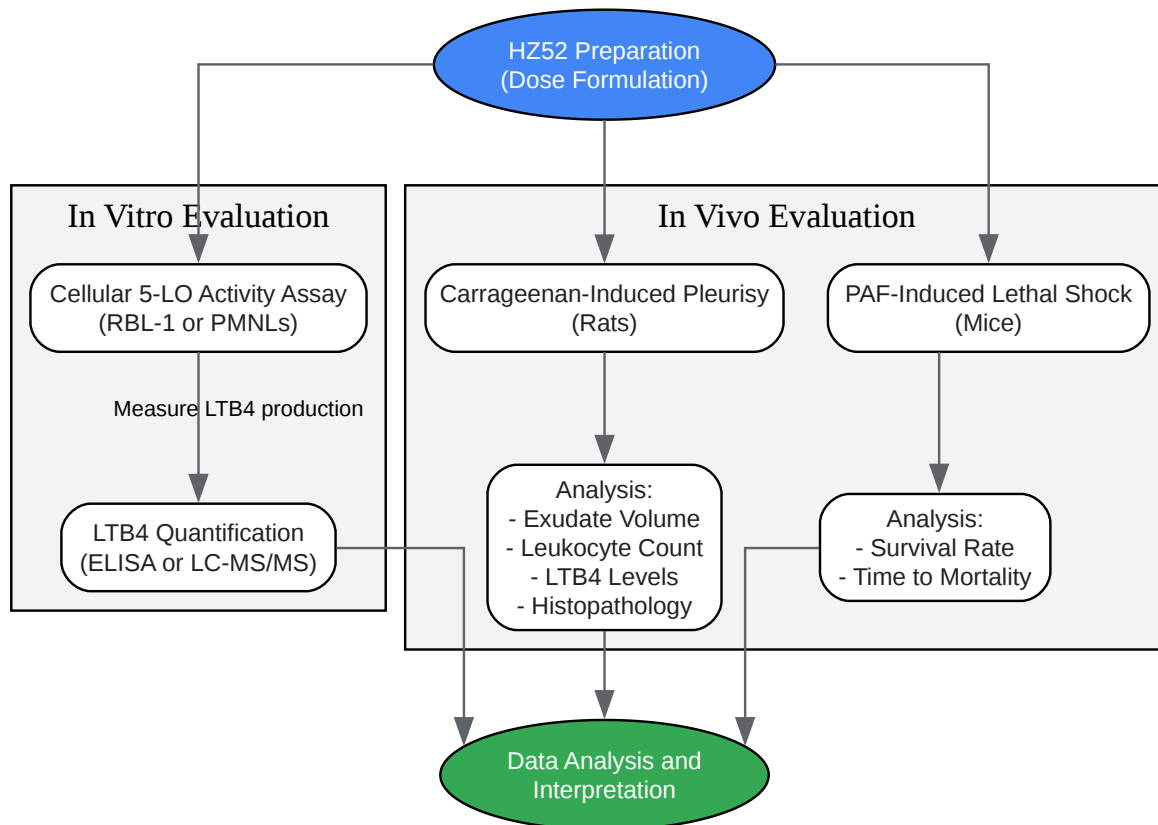 HZ52 Preparation
(Dose Formulation)
In Vitro Evaluation
In Vivo Evaluation
Cellular 5-LO Activity Assay
(RBL-1 or PMNLs)
Carrageenan-Induced Pleurisy
(Rats)
PAF-Induced Lethal Shock
(Mice)
Measure LTB4 production
LTB4 Quantification
(ELISA or LC-MS/MS)
Analysis:
- Exudate Volume
- Leukocyte Count
- LTB4 Levels
- Histopathology
Analysis:
- Survival Rate
- Time to Mortality
Data Analysis and
Interpretation